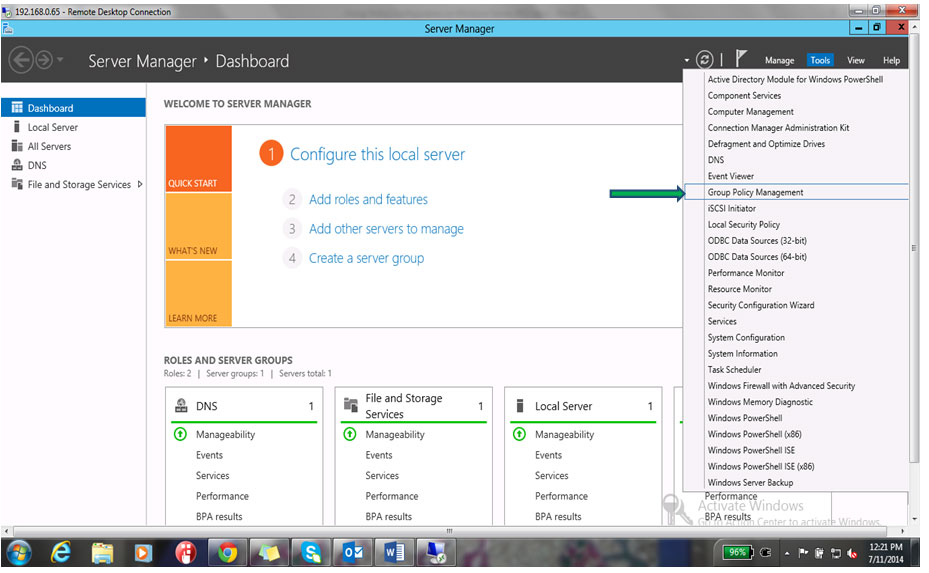 192.168.0.65 - Remote Desktop Connection
Server Manager
Server Manager ‣ Dashboard
Manage Tools View Help
Dashboard
Local Server
All Servers
DNS
File and Storage Services
WELCOME TO SERVER MANAGER
QUICK START
WHAT'S NEW
LEARN MORE
1 Configure this local server
2 Add roles and features
3 Add other servers to manage
4 Create a server group
Active Directory Module for Windows PowerShell
Component Services
Computer Management
Connection Manager Administration Kit
Defragment and Optimize Drives
DNS
Event Viewer
Group Policy Management
iSCSI Initiator
Local Security Policy
ODBC Data Sources (32-bit)
ODBC Data Sources (64-bit)
Performance Monitor
Resource Monitor
Security Configuration Wizard
Services
System Configuration
System Information
Task Scheduler
Windows Firewall with Advanced Security
Windows Memory Diagnostic
Windows PowerShell
Windows PowerShell (x86)
Windows PowerShell ISE
Windows PowerShell ISE (x86)
Windows Server Backup
ROLES AND SERVER GROUPS
Roles: 2 | Server groups: 1 | Servers total: 1
DNS 1
Manageability
Events
Services
Performance
BPA results
File and Storage
Services 1
Manageability
Events
Services
Performance
BPA results
Local Server 1
Manageability
Events
Services
Performance
BPA results
Performance
BPA results
Activate Windows
Go to Action Center to activate Windows.
96%
12:21 PM
7/11/2014